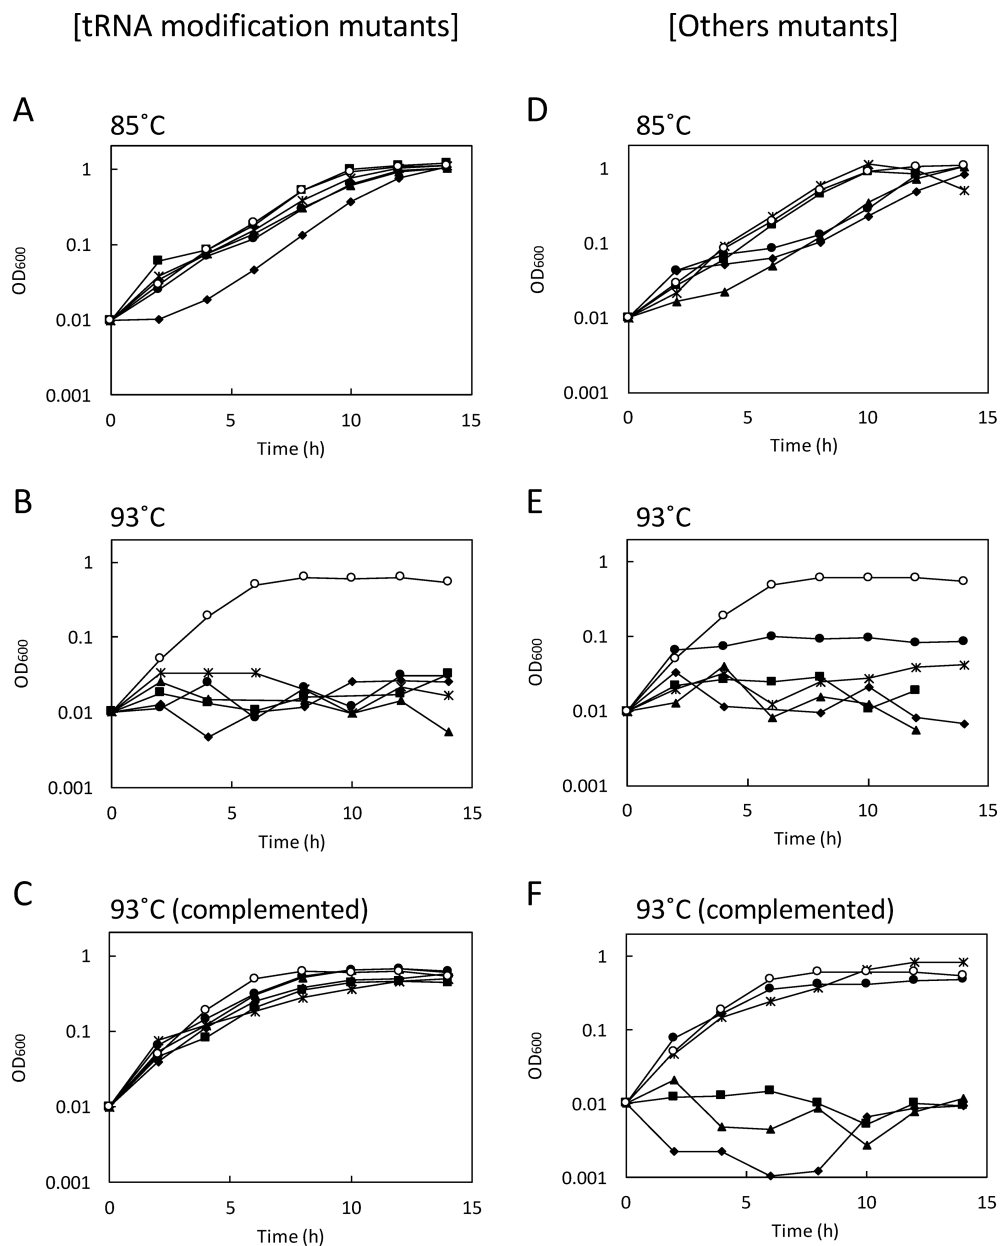 [tRNA modification mutants]
[Others mutants]
A
85˚C
1
0.1
0.01
0.001
OD600
0
5
10
15
Time (h)
D
85˚C
1
0.1
0.01
0.001
OD600
0
5
10
15
Time (h)
B
93˚C
1
0.1
0.01
0.001
OD600
0
5
10
15
Time (h)
E
93˚C
1
0.1
0.01
0.001
OD600
0
5
10
15
Time (h)
C
93˚C (complemented)
1
0.1
0.01
0.001
OD600
0
5
10
15
Time (h)
F
93˚C (complemented)
1
0.1
0.01
0.001
OD600
0
5
10
15
Time (h)